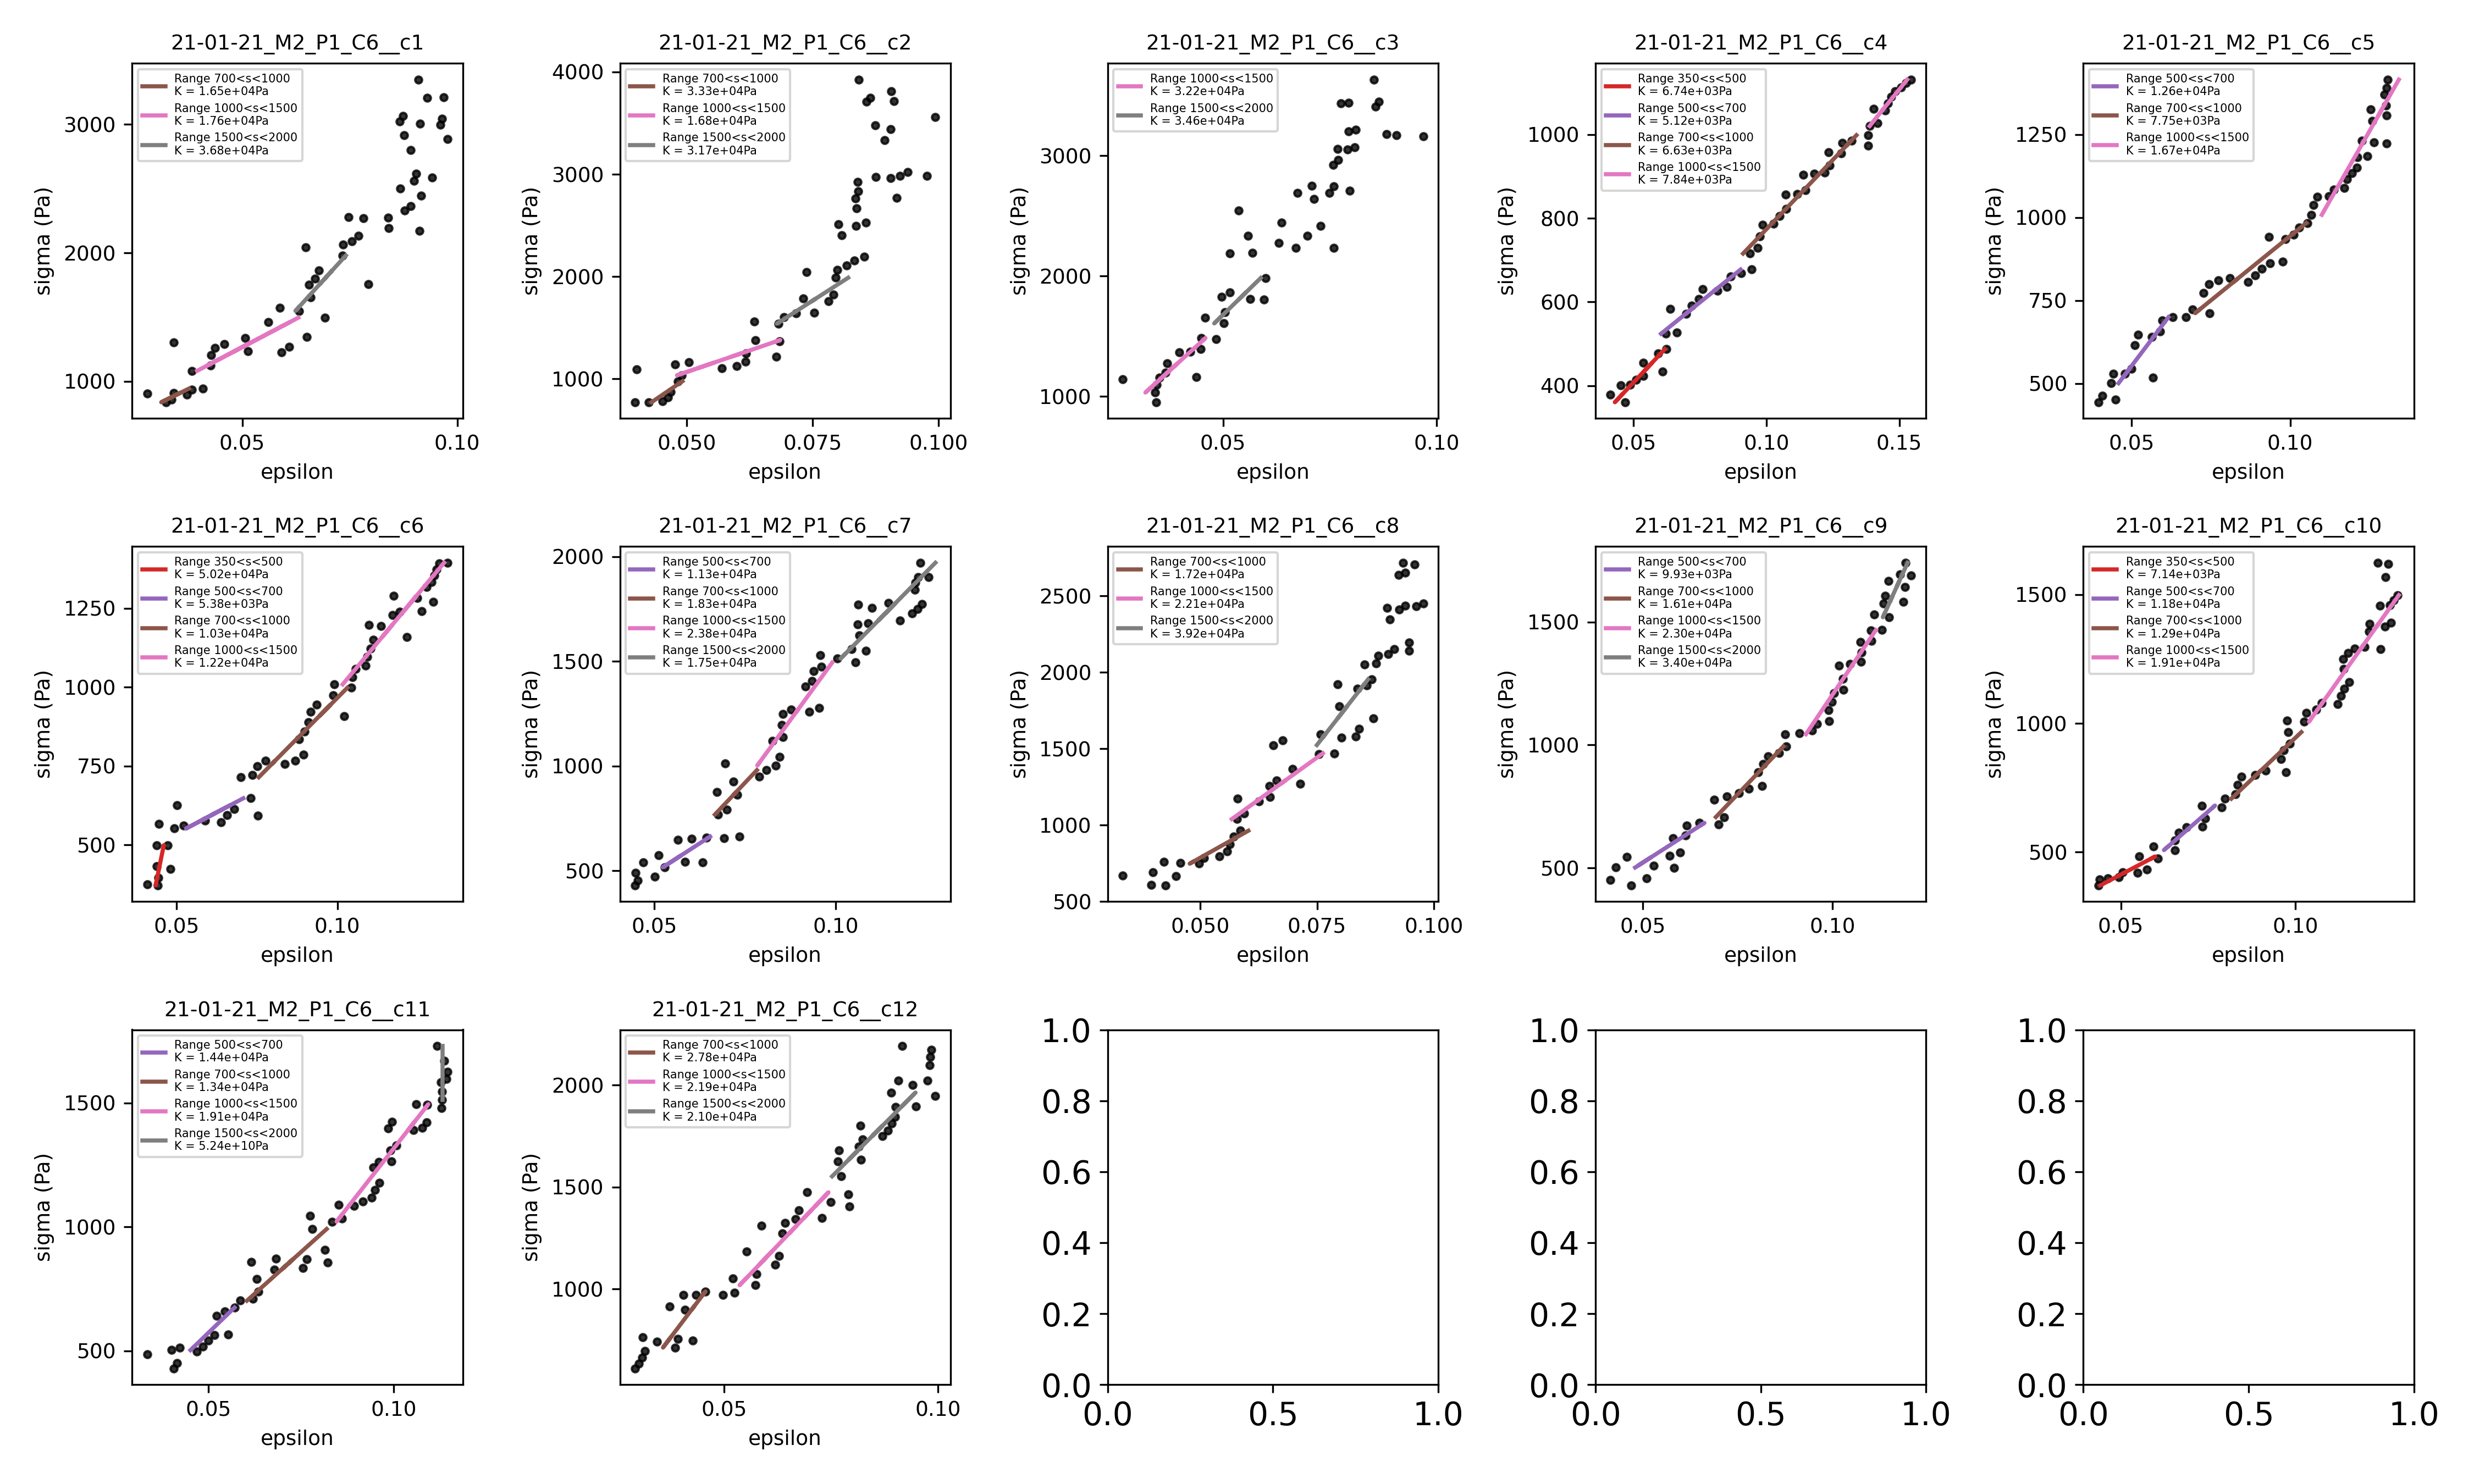 21-01-21_M2_P1_C6__c1
Range 700<s<1000
K = 1.65e+04Pa
Range 1000<s<1500
K = 1.76e+04Pa
Range 1500<s<2000
K = 3.68e+04Pa
3000
2000
1000
sigma (Pa)
0.05
0.10
epsilon
21-01-21_M2_P1_C6__c2
Range 700<s<1000
K = 3.33e+04Pa
Range 1000<s<1500
K = 1.68e+04Pa
Range 1500<s<2000
K = 3.17e+04Pa
4000
3000
2000
1000
sigma (Pa)
0.050
0.075
0.100
epsilon
21-01-21_M2_P1_C6__c3
Range 1000<s<1500
K = 3.22e+04Pa
Range 1500<s<2000
K = 3.46e+04Pa
3000
2000
1000
sigma (Pa)
0.05
0.10
epsilon
21-01-21_M2_P1_C6__c4
Range 350<s<500
K = 6.74e+03Pa
Range 500<s<700
K = 5.12e+03Pa
Range 700<s<1000
K = 6.63e+03Pa
Range 1000<s<1500
K = 7.84e+03Pa
1000
800
600
400
sigma (Pa)
0.05
0.10
0.15
epsilon
21-01-21_M2_P1_C6__c5
Range 500<s<700
K = 1.26e+04Pa
Range 700<s<1000
K = 7.75e+03Pa
Range 1000<s<1500
K = 1.67e+04Pa
1250
1000
750
500
sigma (Pa)
0.05
0.10
epsilon
21-01-21_M2_P1_C6__c6
Range 350<s<500
K = 5.02e+04Pa
Range 500<s<700
K = 5.38e+03Pa
Range 700<s<1000
K = 1.03e+04Pa
Range 1000<s<1500
K = 1.22e+04Pa
1250
1000
750
500
sigma (Pa)
0.05
0.10
epsilon
21-01-21_M2_P1_C6__c7
Range 500<s<700
K = 1.13e+04Pa
Range 700<s<1000
K = 1.83e+04Pa
Range 1000<s<1500
K = 2.38e+04Pa
Range 1500<s<2000
K = 1.75e+04Pa
2000
1500
1000
500
sigma (Pa)
0.05
0.10
epsilon
21-01-21_M2_P1_C6__c8
Range 700<s<1000
K = 1.72e+04Pa
Range 1000<s<1500
K = 2.21e+04Pa
Range 1500<s<2000
K = 3.92e+04Pa
2500
2000
1500
1000
500
sigma (Pa)
0.050
0.075
0.100
epsilon
21-01-21_M2_P1_C6__c9
Range 500<s<700
K = 9.93e+03Pa
Range 700<s<1000
K = 1.61e+04Pa
Range 1000<s<1500
K = 2.30e+04Pa
Range 1500<s<2000
K = 3.40e+04Pa
1500
1000
500
sigma (Pa)
0.05
0.10
epsilon
21-01-21_M2_P1_C6__c10
Range 350<s<500
K = 7.14e+03Pa
Range 500<s<700
K = 1.18e+04Pa
Range 700<s<1000
K = 1.29e+04Pa
Range 1000<s<1500
K = 1.91e+04Pa
1500
1000
500
sigma (Pa)
0.05
0.10
epsilon
21-01-21_M2_P1_C6__c11
Range 500<s<700
K = 1.44e+04Pa
Range 700<s<1000
K = 1.34e+04Pa
Range 1000<s<1500
K = 1.91e+04Pa
Range 1500<s<2000
K = 5.24e+10Pa
1500
1000
500
sigma (Pa)
0.05
0.10
epsilon
21-01-21_M2_P1_C6__c12
Range 700<s<1000
K = 2.78e+04Pa
Range 1000<s<1500
K = 2.19e+04Pa
Range 1500<s<2000
K = 2.10e+04Pa
2000
1500
1000
sigma (Pa)
0.05
0.10
epsilon
1.0
0.8
0.6
0.4
0.2
0.0
0.0
0.5
1.0
1.0
0.8
0.6
0.4
0.2
0.0
0.0
0.5
1.0
1.0
0.8
0.6
0.4
0.2
0.0
0.0
0.5
1.0